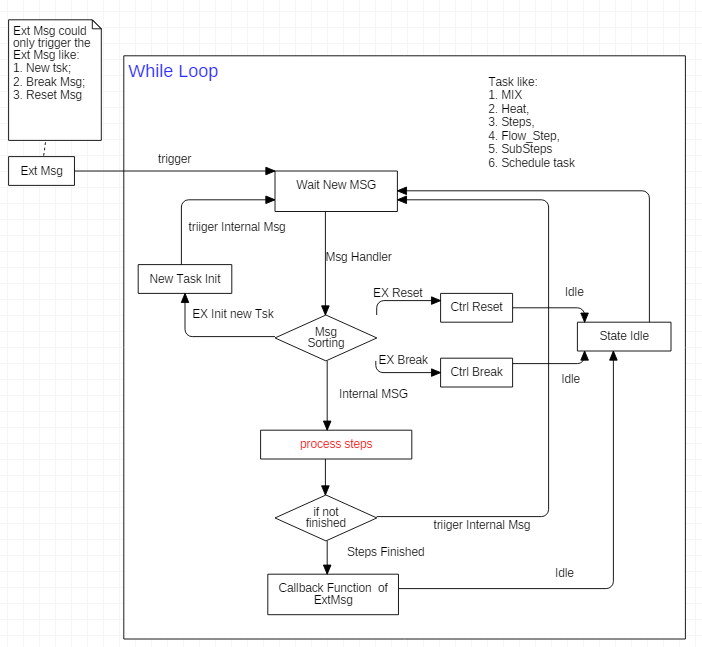 Ext Msg could
only trigger the
Ext Msg like:
1. New tsk;
2. Break Msg;
3. Reset Msg
While Loop
Task like:
1. MIX
2. Heat,
3. Steps,
4. Flow_Step,
5. SubSteps
6. Schedule task
Ext Msg
trigger
Wait New MSG
triiger Internal Msg
Msg Handler
New Task Init
EX Init new Tsk
EX Reset
Ctrl Reset
Idle
Msg
Sorting
State Idle
EX Break
Ctrl Break
Idle
Internal MSG
process steps
if not
finished
triiger Internal Msg
Steps Finished
Callback Function of
ExtMsg
Idle